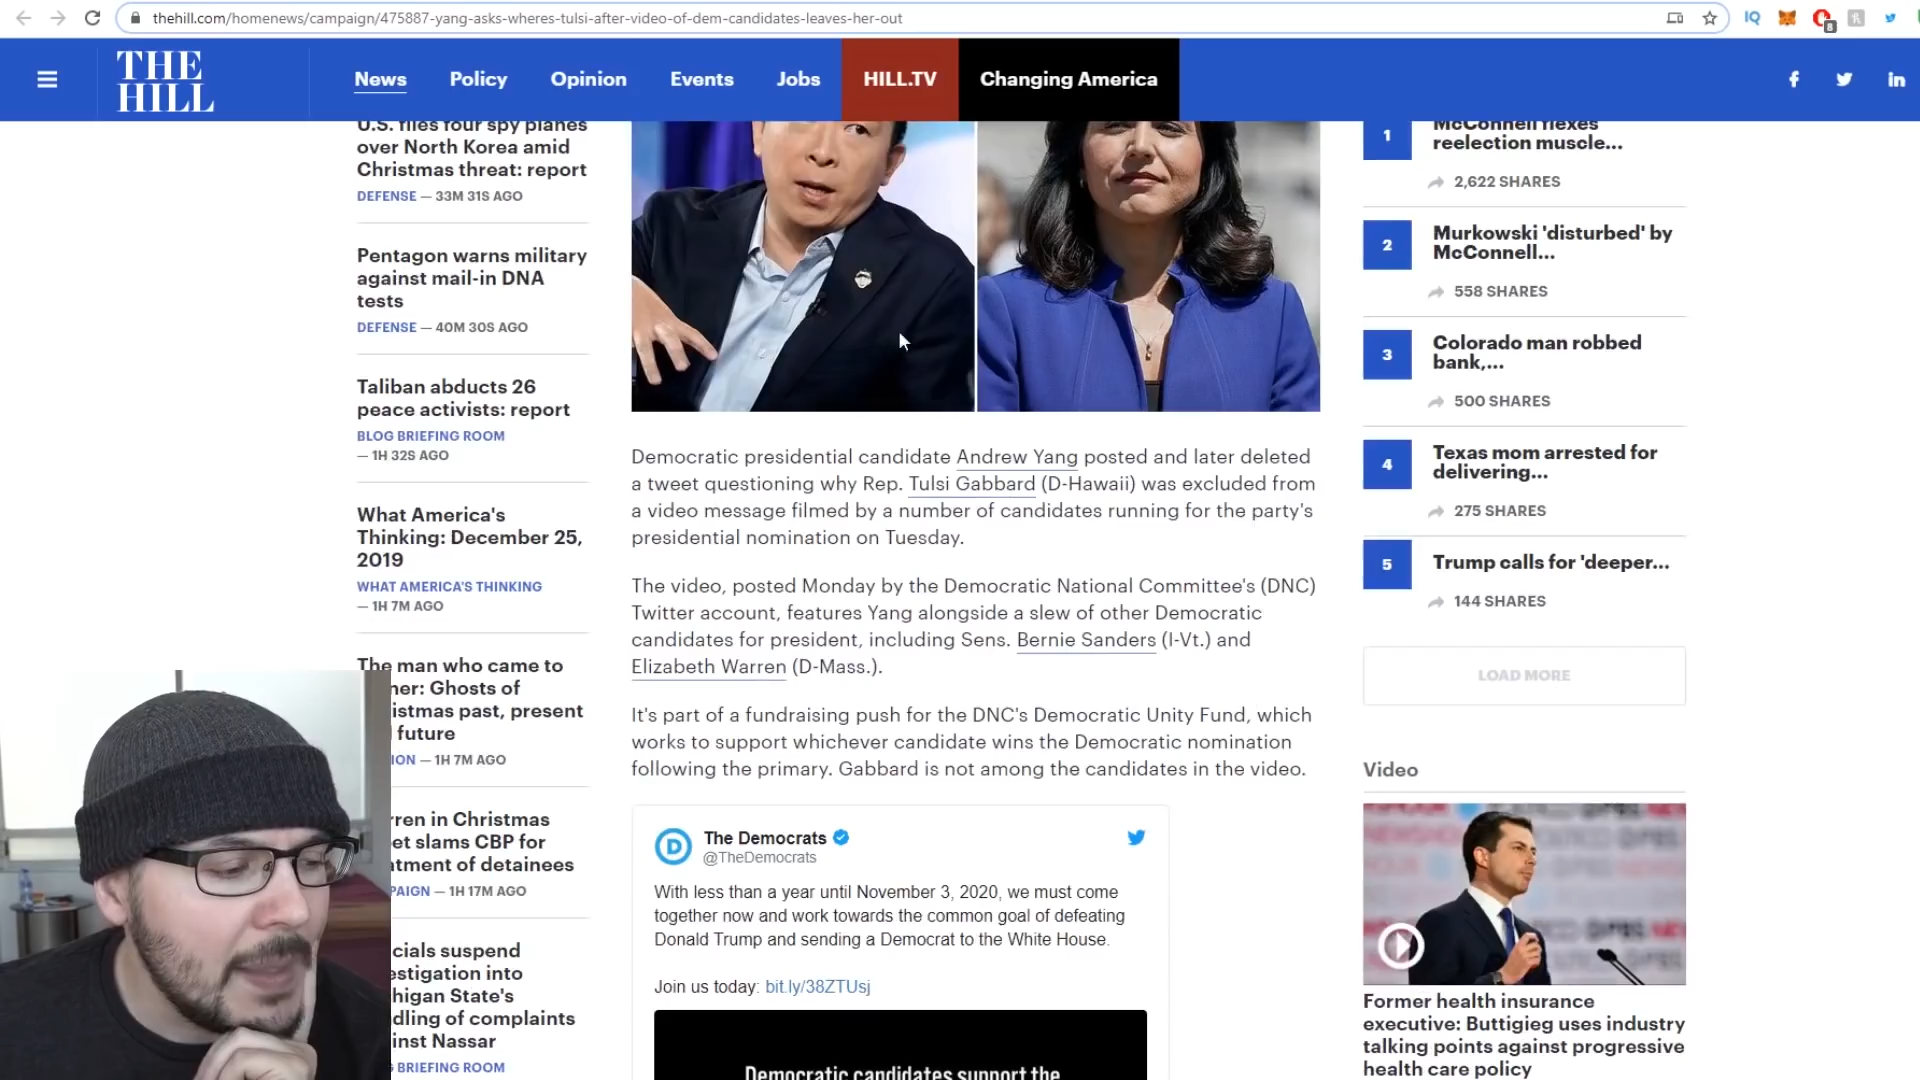 thehill.com/homenews/campaign/475887-yang-asks-wheres-tulsi-after-video-of-dem-candidates-leaves-her-out
IQ
8
THE
HILL
News
Policy
Opinion
Events
Jobs
HILL.TV
Changing America
U.S. flies four spy planes
over North Korea amid
Christmas threat: report
DEFENSE — 33M 31S AGO
Pentagon warns military
against mail-in DNA
tests
DEFENSE — 40M 30S AGO
Taliban abducts 26
peace activists: report
BLOG BRIEFING ROOM
— 1H 32S AGO
What America's
Thinking: December 25,
2019
WHAT AMERICA'S THINKING
— 1H 7M AGO
The man who came to
ner: Ghosts of
istmas past, present
future
ION — 1H 7M AGO
rren in Christmas
et slams CBP for
atment of detainees
PAIGN — 1H 17M AGO
cials suspend
estigation into
higan State's
dling of complaints
inst Nassar
BRIEFING ROOM
Democratic presidential candidate Andrew Yang posted and later deleted
a tweet questioning why Rep. Tulsi Gabbard (D-Hawaii) was excluded from
a video message filmed by a number of candidates running for the party's
presidential nomination on Tuesday.
The video, posted Monday by the Democratic National Committee's (DNC)
Twitter account, features Yang alongside a slew of other Democratic
candidates for president, including Sens. Bernie Sanders (I-Vt.) and
Elizabeth Warren (D-Mass.).
It's part of a fundraising push for the DNC's Democratic Unity Fund, which
works to support whichever candidate wins the Democratic nomination
following the primary. Gabbard is not among the candidates in the video.
The Democrats
@TheDemocrats
With less than a year until November 3, 2020, we must come
together now and work towards the common goal of defeating
Donald Trump and sending a Democrat to the White House.
Join us today: bit.ly/38ZTUsj
Democratic candidates support the
1
McConnell flexes
reelection muscle...
2,622 SHARES
2
Murkowski 'disturbed' by
McConnell...
558 SHARES
3
Colorado man robbed
bank,...
500 SHARES
4
Texas mom arrested for
delivering...
275 SHARES
5
Trump calls for 'deeper...
144 SHARES
LOAD MORE
Video
Former health insurance
executive: Buttigieg uses industry
talking points against progressive
health care policy